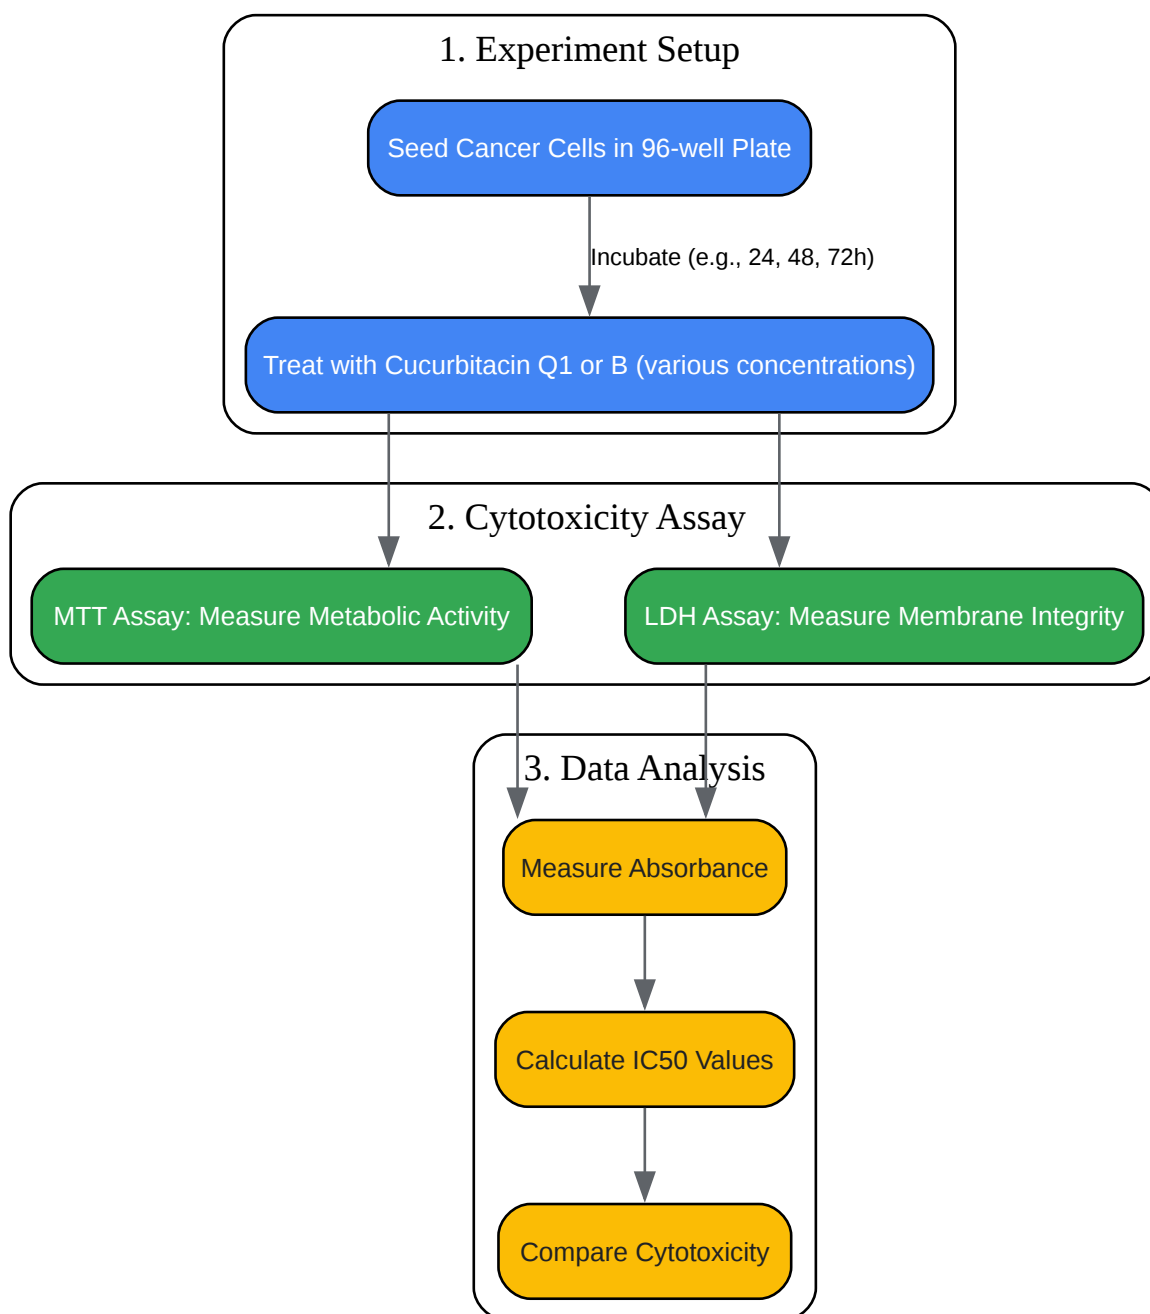 1. Experiment Setup
Seed Cancer Cells in 96-well Plate
Incubate (e.g., 24, 48, 72h)
Treat with Cucurbitacin Q1 or B (various concentrations)
2. Cytotoxicity Assay
MTT Assay: Measure Metabolic Activity
LDH Assay: Measure Membrane Integrity
3. Data Analysis
Measure Absorbance
Calculate IC50 Values
Compare Cytotoxicity